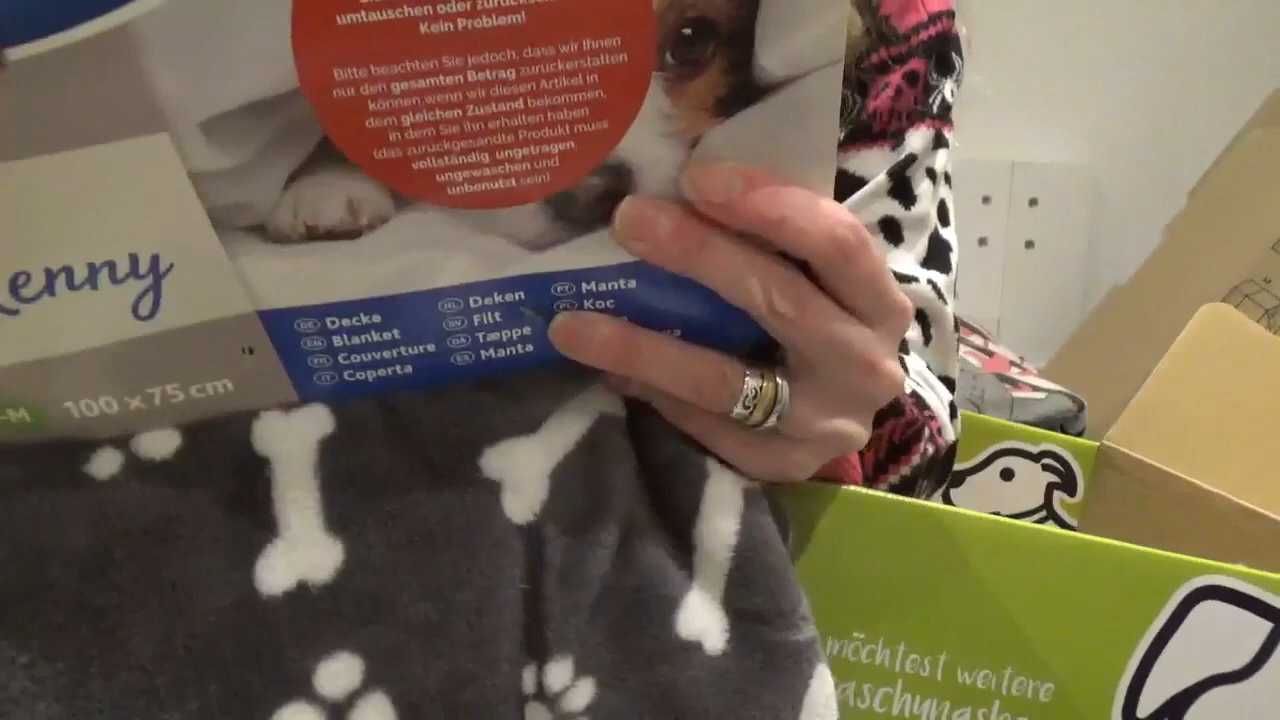 umtauschen oder
Kein Problem!
Bitte beachten Sie jedoch, dass wir Ihnen
nur den gesamten Betrag zurückerstatten
können, wenn wir diesen Artikel in
dem gleichen Zustand bekommen,
in dem Sie ihn erhalten haben
(das zurückgesandte Produkt muss
vollständig ungetragen,
ungewaschen und
unbenutzt sein)
enny
-M 100 x 75 cm
DE Decke
EN Blanket
FR Couverture
IT Coperta
NL Deken
SV Filt
DA Tæppe
ES Manta
PT Manta
PL Koc
möchtest weitere